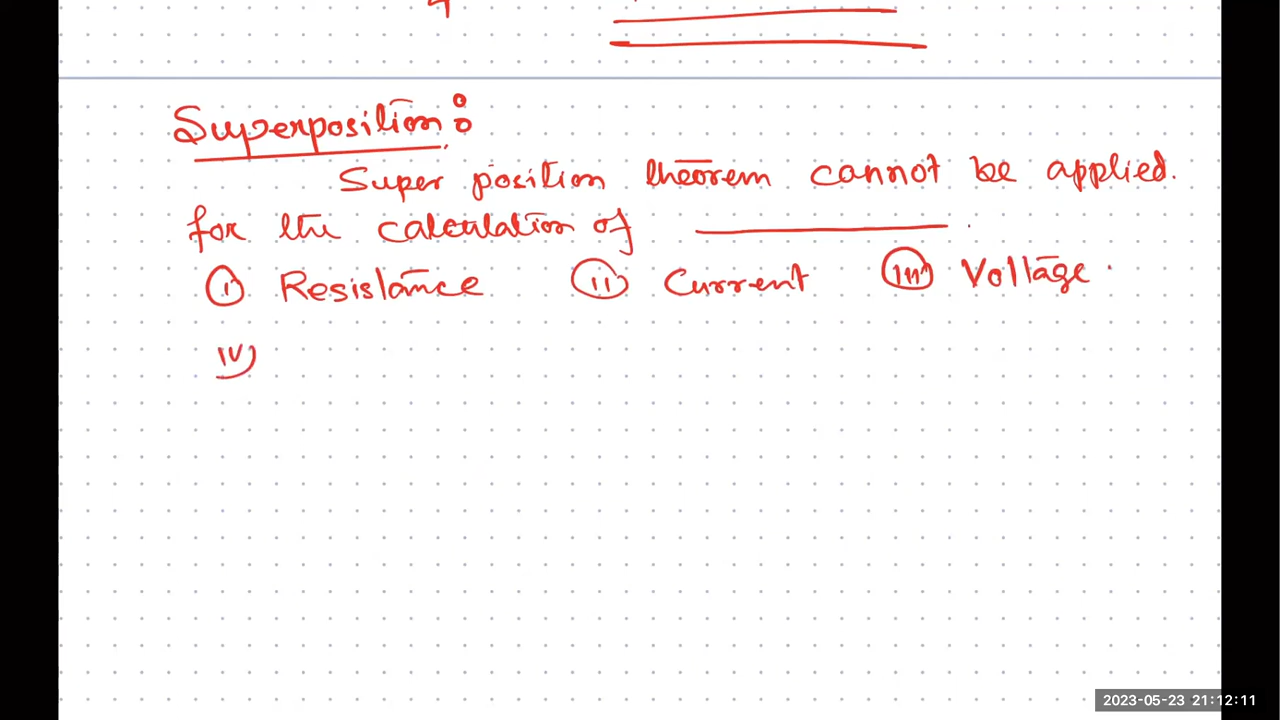 Superposition:
Super position theorem cannot be applied.
for the calculation of ________.
(i) Resistance (ii) Current (iii) Voltage.
iv)
2023-05-23 21:12:11